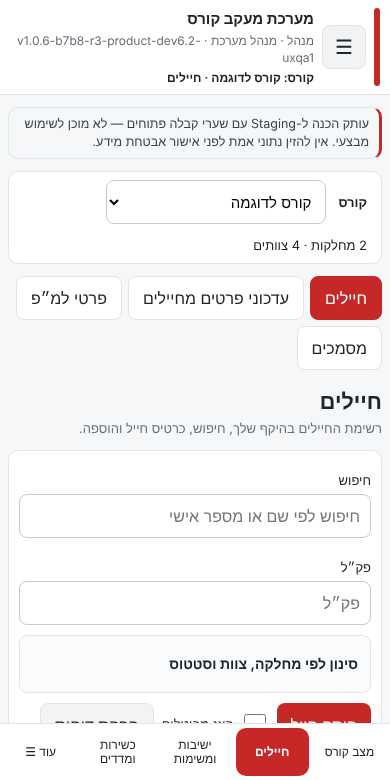 מערכת מעקב קורס
מנהל · מנהל מערכת · v1.0.6-b7b8-r3-product-dev6.2-
uxqa1
קורס: קורס לדוגמה · חיילים
☰
עותק הכנה ל-Staging עם שערי קבלה פתוחים — לא מוכן לשימוש
מבצעי. אין להזין נתוני אמת לפני אישור אבטחת מידע.
קורס
קורס לדוגמה
2 מחלקות · 4 צוותים
חיילים
עדכוני פרטים מחיילים
פרטי למ״פ
מסמכים
חיילים
רשימת החיילים בהיקף שלך, חיפוש, כרטיס חייל והוספה.
חיפוש
חיפוש לפי שם או מספר אישי
פק״ל
פק״ל
סינון לפי מחלקה, צוות וסטטוס
מצב קורס
חיילים
ישיבות
ומשימות
כשירות
ומדדים
☰ עוד